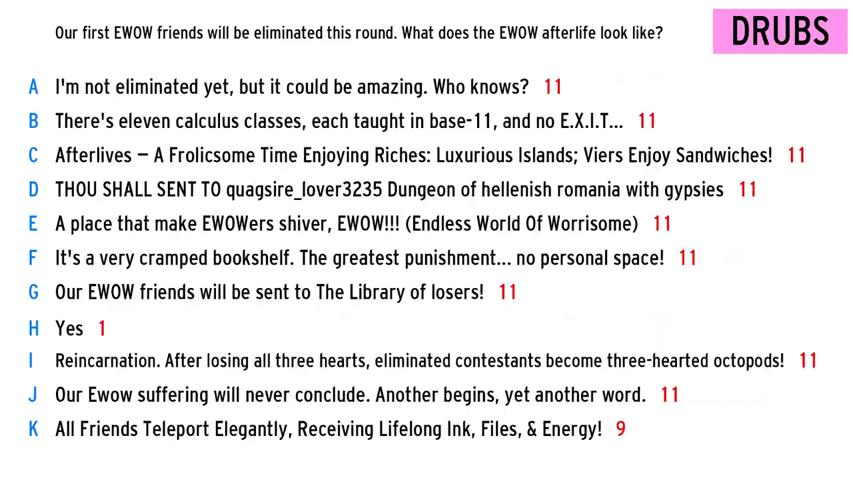 Our first EWOW friends will be eliminated this round. What does the EWOW afterlife look like?
DRUBS
A I'm not eliminated yet, but it could be amazing. Who knows? 11
B There's eleven calculus classes, each taught in base-11, and no E.X.I.T... 11
C Afterlives – A Frolicsome Time Enjoying Riches: Luxurious Islands; Viers Enjoy Sandwiches! 11
D THOU SHALL SENT TO quagsire_lover3235 Dungeon of hellenish romania with gypsies 11
E A place that make EWOWers shiver, EWOW!!! (Endless World Of Worrisome) 11
F It's a very cramped bookshelf. The greatest punishment... no personal space! 11
G Our EWOW friends will be sent to The Library of losers! 11
H Yes 1
I Reincarnation. After losing all three hearts, eliminated contestants become three-hearted octopods! 11
J Our Ewow suffering will never conclude. Another begins, yet another word. 11
K All Friends Teleport Elegantly, Receiving Lifelong Ink, Files, & Energy! 9